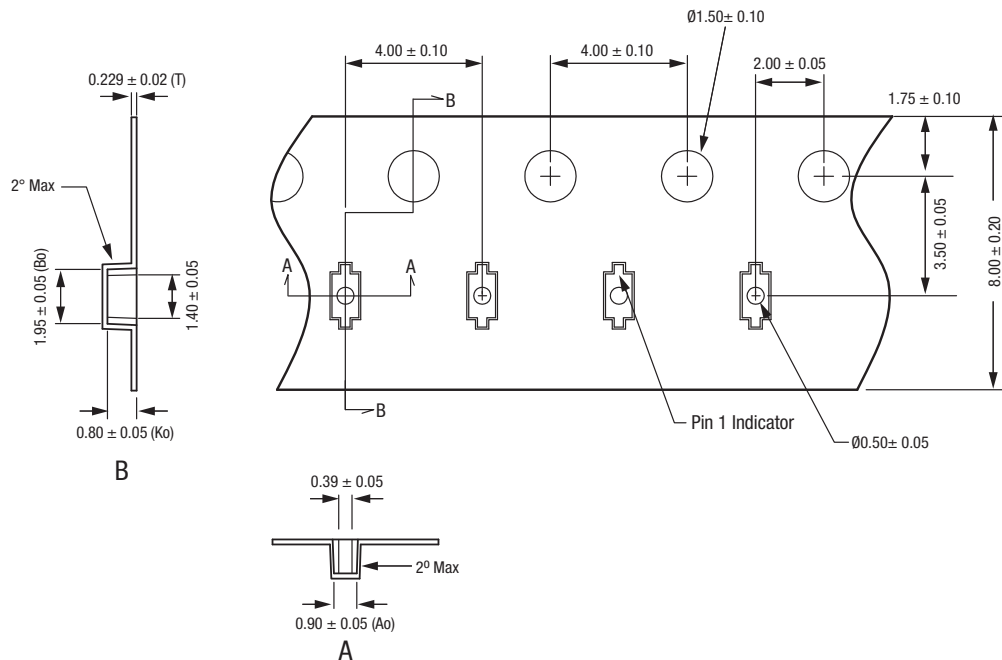 Ø1.50± 0.10
4.00 ± 0.10
4.00 ± 0.10
2.00 ± 0.05
0.229 ± 0.02 (T)
1.75 ± 0.10
B
2° Max
3.50 ± 0.05
8.00 ± 0.20
A
A
1.95 ± 0.05 (Bo)
1.40 ± 0.05
B
Pin 1 Indicator
Ø0.50± 0.05
0.80 ± 0.05 (Ko)
B
0.39 ± 0.05
2º Max
0.90 ± 0.05 (Ao)
A